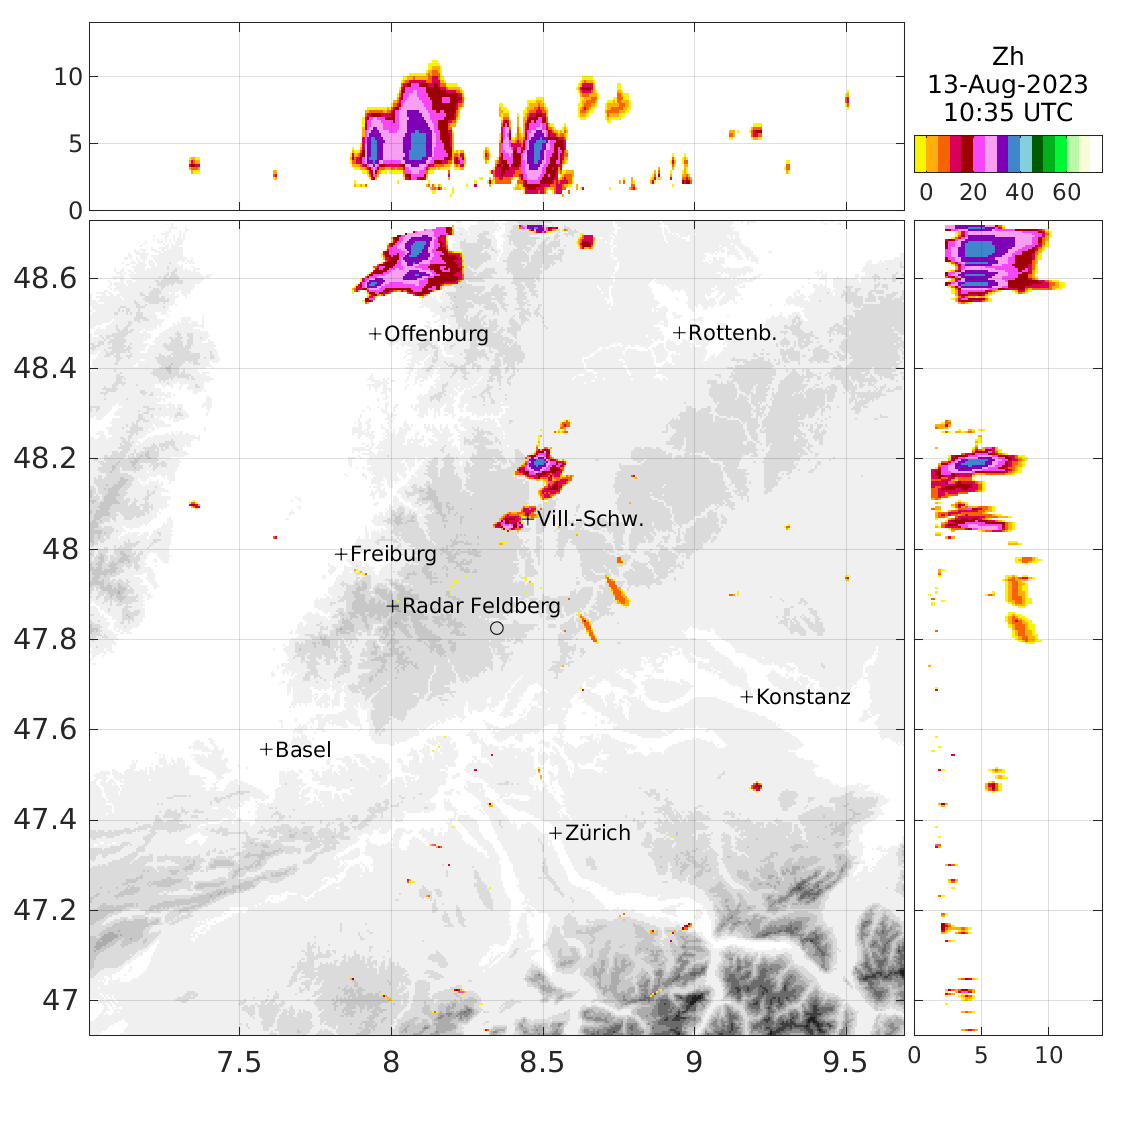 10
5
0
Zh
13-Aug-2023
10:35 UTC
0 20 40 60
48.6
48.4
48.2
48
47.8
47.6
47.4
47.2
47
+Offenburg
+Rottenb.
+Vill.-Schw.
+Freiburg
+Radar Feldberg
+Konstanz
+Basel
+Zürich
7.5 8 8.5 9 9.5
0 5 10